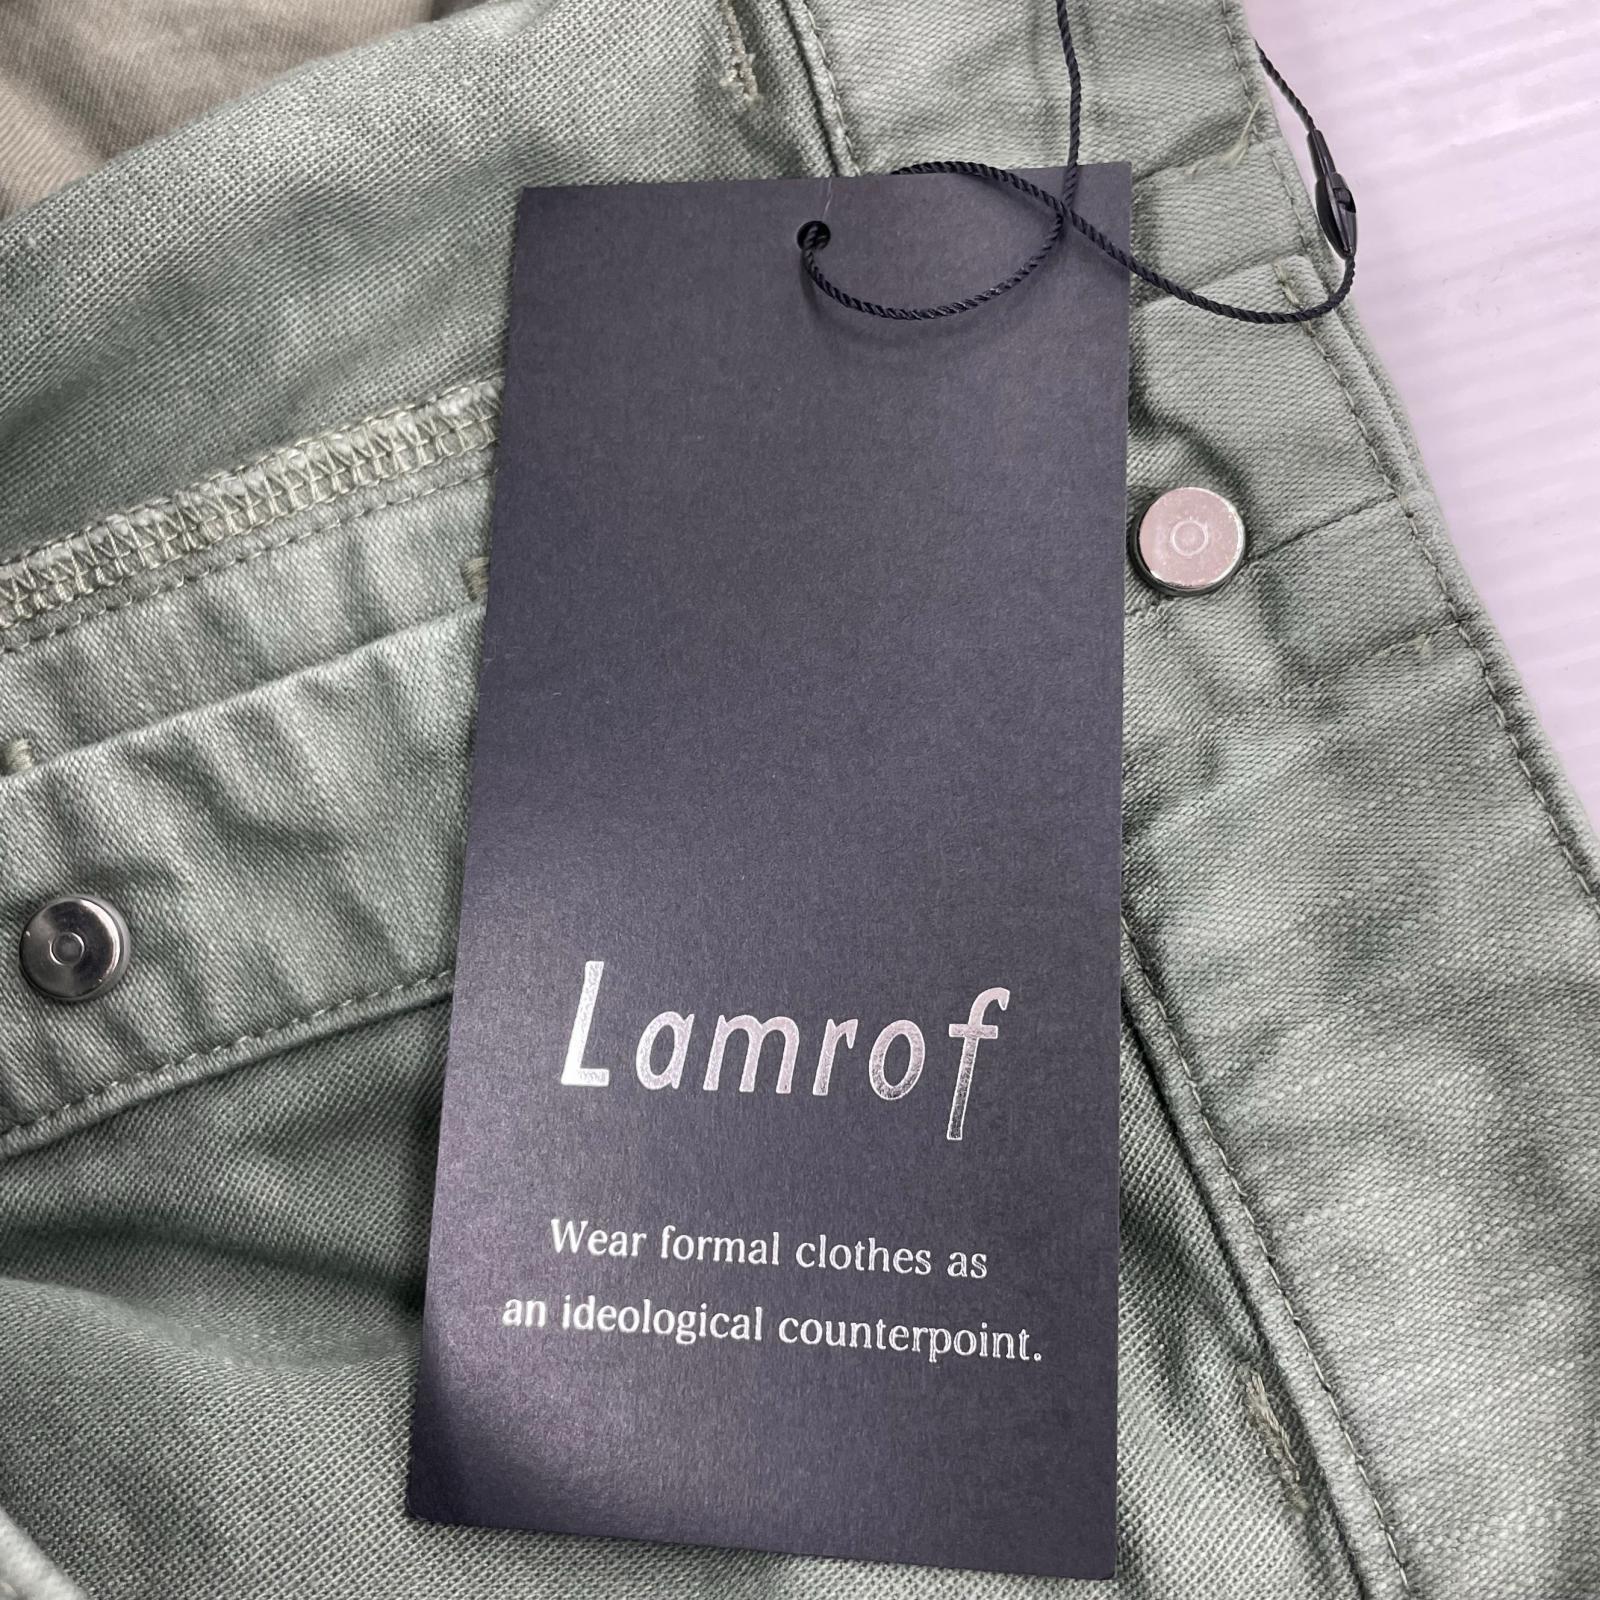 Lamrof
Wear formal clothes as
an ideological counterpoint.